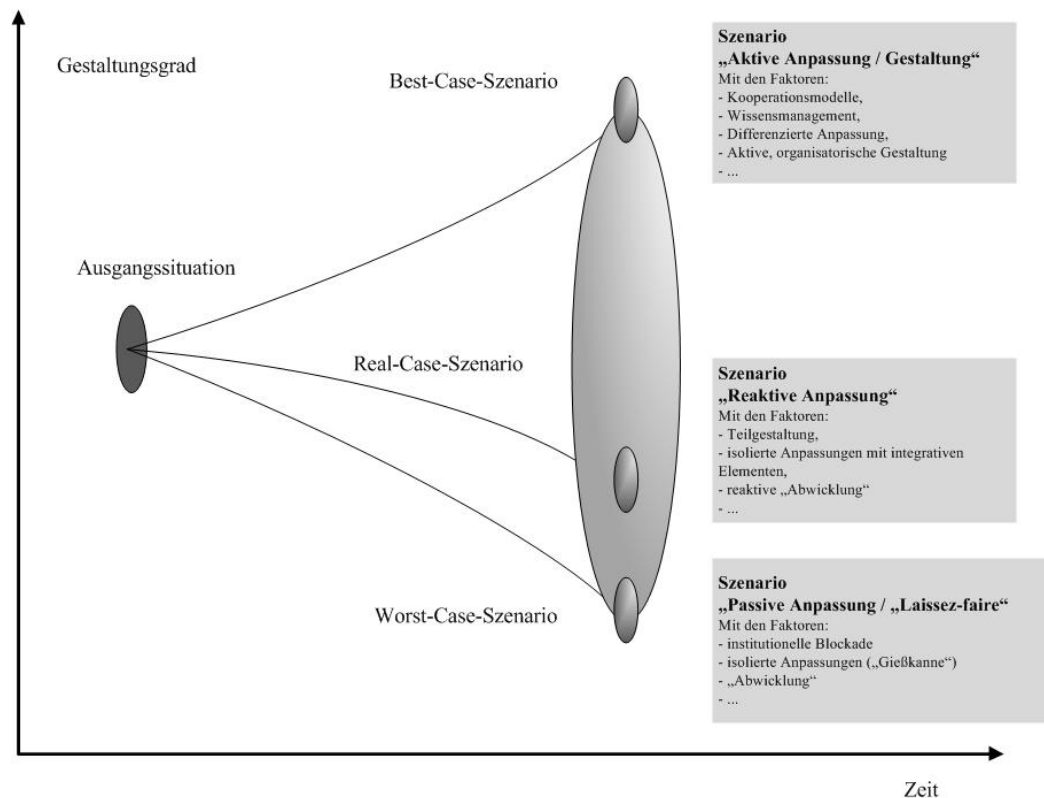 Gestaltungsgrad
Best-Case-Szenario
Ausgangssituation
Real-Case-Szenario
Worst-Case-Szenario
Szenario
„Aktive Anpassung / Gestaltung“
Mit den Faktoren:
- Kooperationsmodelle,
- Wissensmanagement,
- Differenzierte Anpassung,
- Aktive, organisatorische Gestaltung
- ...
Szenario
„Reaktive Anpassung“
Mit den Faktoren:
- Teilgestaltung,
- isolierte Anpassungen mit integrativen
Elementen,
- reaktive „Abwicklung“
- ...
Szenario
„Passive Anpassung / „Laissez-faire“
Mit den Faktoren:
- institutionelle Blockade
- isolierte Anpassungen („Gießkanne“)
- „Abwicklung“
- ...
Zeit